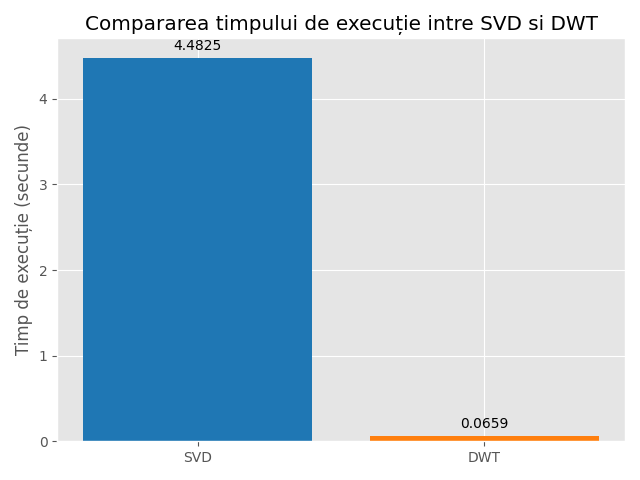 Compararea timpului de execuție intre SVD si DWT
4.4825
4
3
2
1
0
Timp de execuție (secunde)
0.0659
SVD
DWT